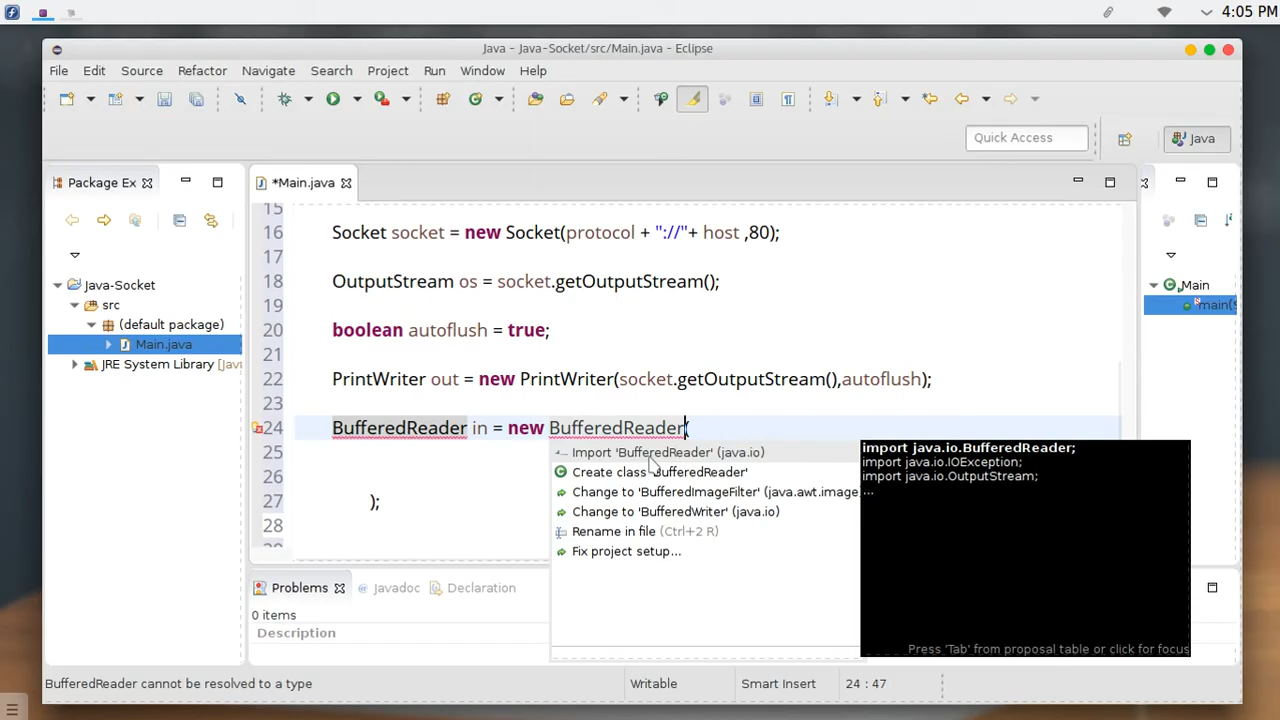 4:05 PM
Java - Java-Socket/src/Main.java - Eclipse
File Edit Source Refactor Navigate Search Project Run Window Help
Quick Access
Java
Package Ex
*Main.java
15
16 Socket socket = new Socket(protocol + "://"+ host ,80);
17
18 OutputStream os = socket.getOutputStream();
19
20 boolean autoflush = true;
21
22 PrintWriter out = new PrintWriter(socket.getOutputStream(),autoflush);
23
24 BufferedReader in = new BufferedReader(
25
26
27 );
28
Java-Socket
src
(default package)
Main.java
JRE System Library [Jav
Main
main(S
Import 'BufferedReader' (java.io)
Create class 'BufferedReader'
Change to 'BufferedImageFilter' (java.awt.image
Change to 'BufferedWriter' (java.io)
Rename in file (Ctrl+2 R)
Fix project setup...
import java.io.BufferedReader;
import java.io.IOException;
import java.io.OutputStream;
...
Press 'Tab' from proposal table or click for focus
Problems @ Javadoc Declaration
0 items
Description
BufferedReader cannot be resolved to a type
Writable
Smart Insert
24 : 47